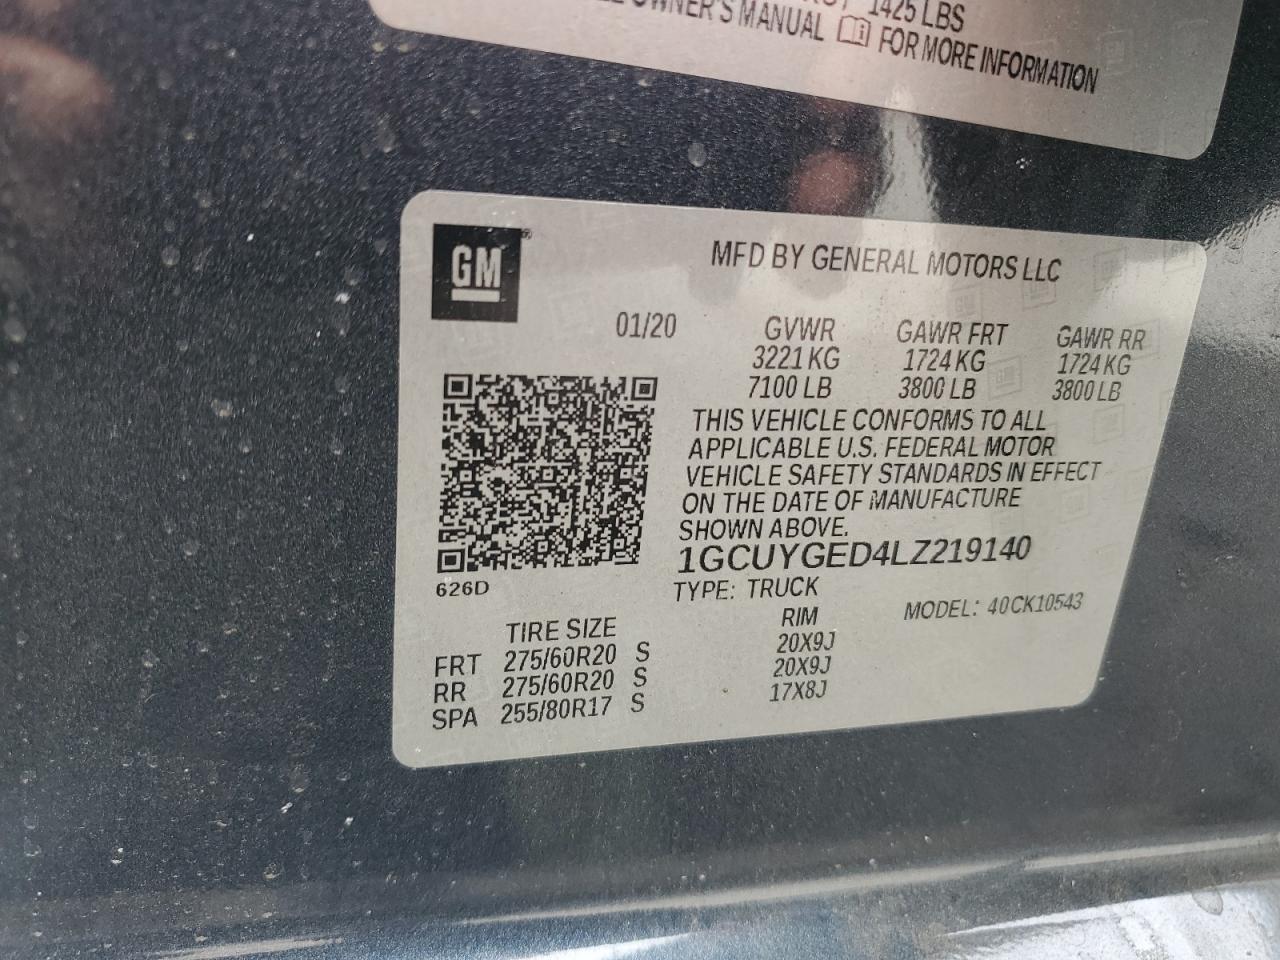 1425 LBS
OWNER'S MANUAL FOR MORE INFORMATION
GM
MFD BY GENERAL MOTORS LLC
01/20 GVWR GAWR FRT GAWR RR
3221 KG 1724 KG 1724 KG
7100 LB 3800 LB 3800 LB
THIS VEHICLE CONFORMS TO ALL
APPLICABLE U.S. FEDERAL MOTOR
VEHICLE SAFETY STANDARDS IN EFFECT
ON THE DATE OF MANUFACTURE
SHOWN ABOVE.
1GCUYGED4LZ219140
626D
TYPE: TRUCK
MODEL: 40CK10543
TIRE SIZE RIM
FRT 275/60R20 S 20X9J
RR 275/60R20 S 20X9J
SPA 255/80R17 S 17X8J